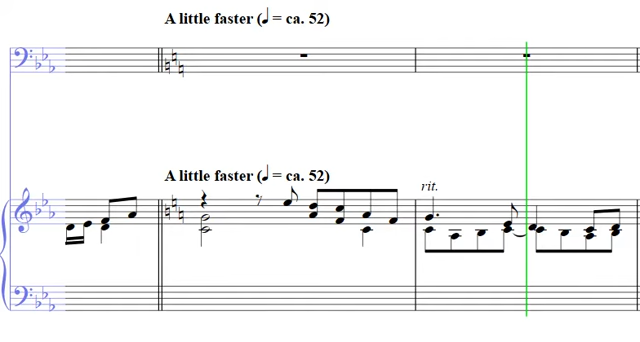 A little faster (♩ = ca. 52)
A little faster (♩ = ca. 52)
rit.